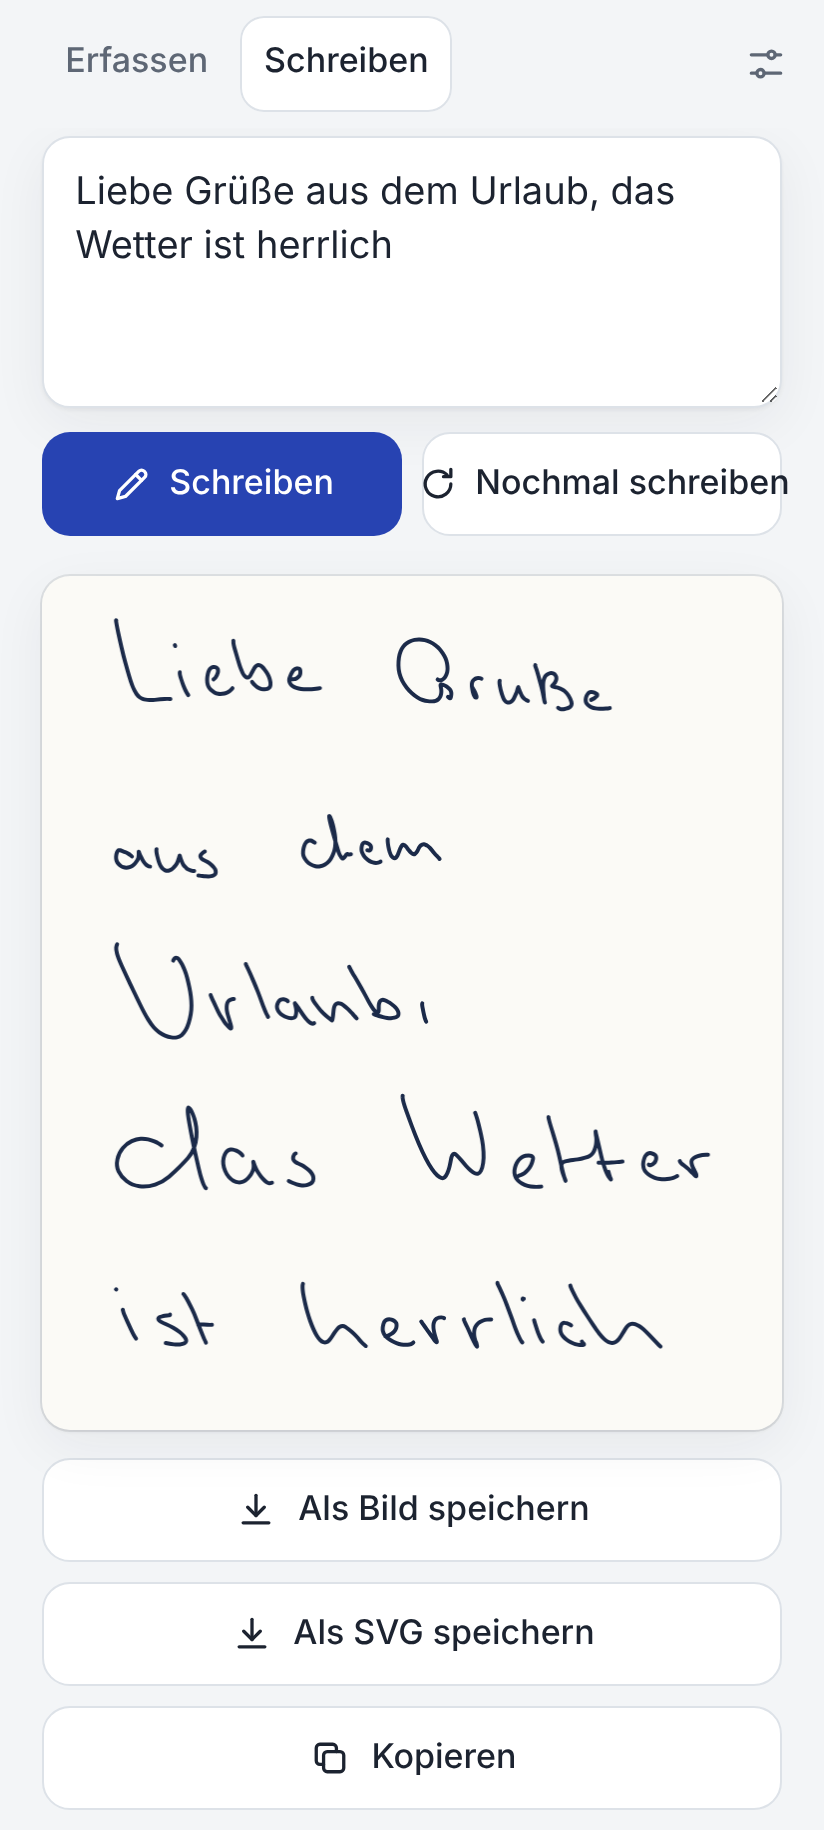 Erfassen Schreiben
Liebe Grüße aus dem Urlaub, das
Wetter ist herrlich
Schreiben Nochmal schreiben
Liebe Gruße
aus dem
Urlaub,
das Wetter
ist herrlich
Als Bild speichern
Als SVG speichern
Kopieren